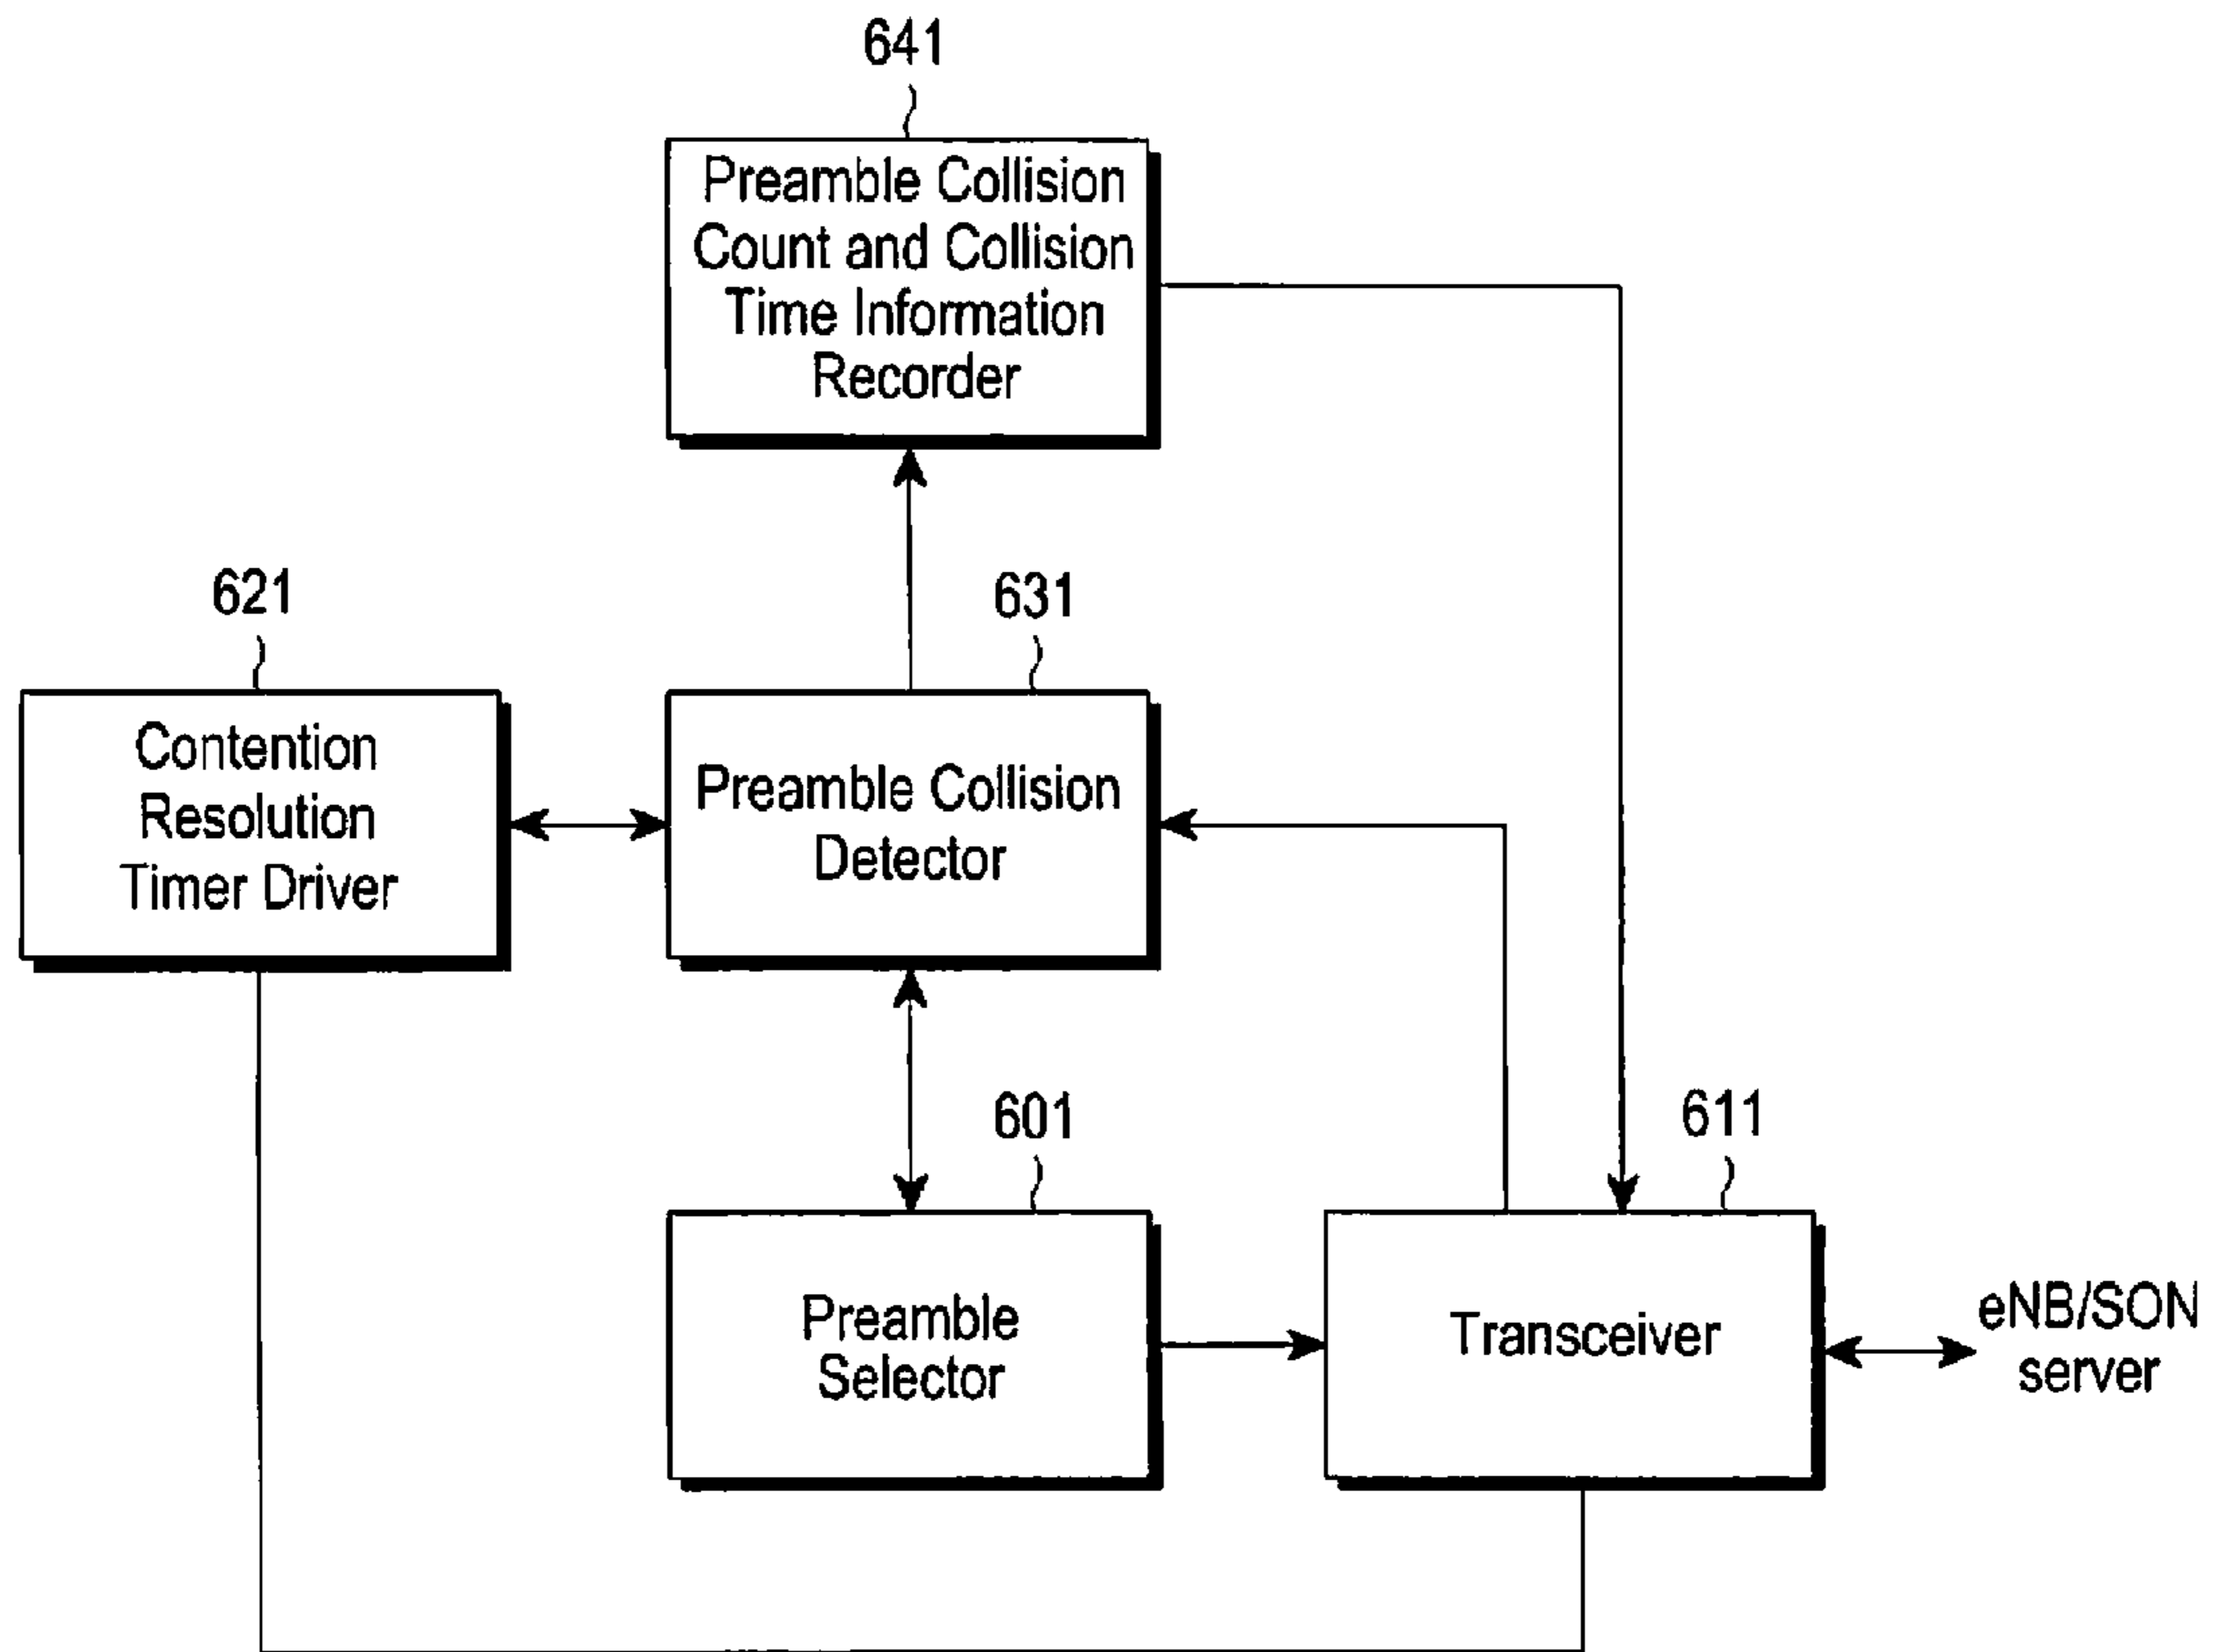 641
Preamble Collision
Count and Collision
Time Information
Recorder
621
631
Contention
Resolution
Timer Driver
Preamble Collision
Detector
601
611
Preamble
Selector
Transceiver
eNB/SON
server